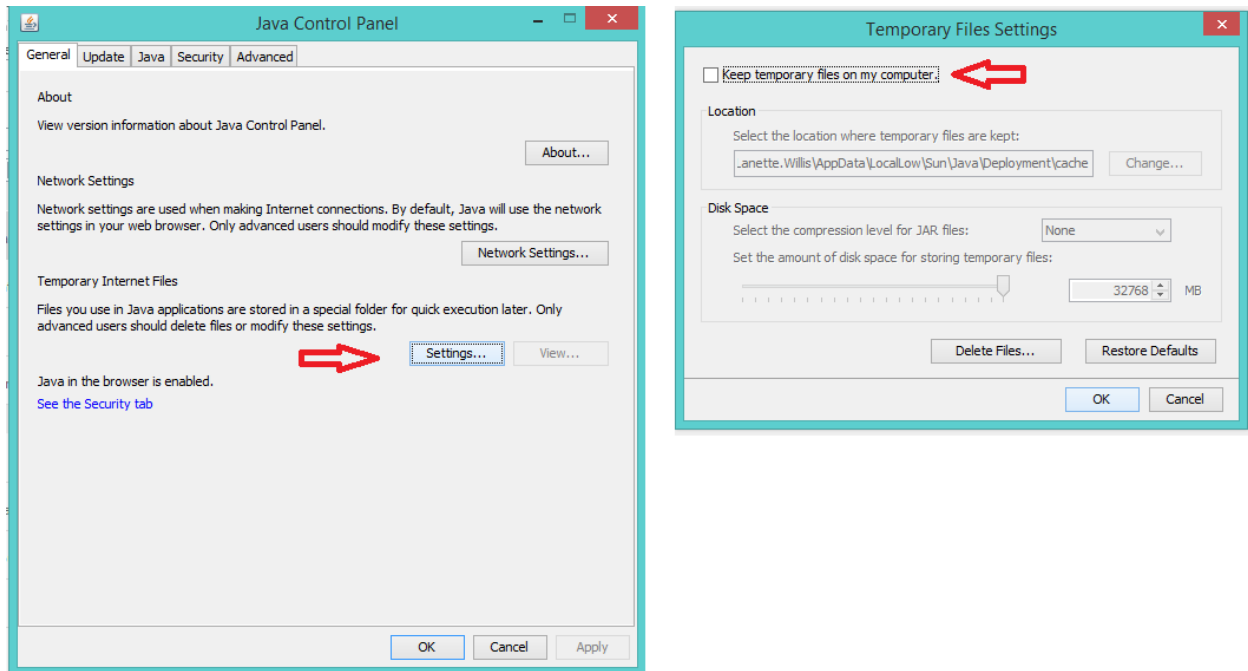 Java Control Panel
General Update Java Security Advanced
About
View version information about Java Control Panel.
About...
Network Settings
Network settings are used when making Internet connections. By default, Java will use the network
settings in your web browser. Only advanced users should modify these settings.
Network Settings...
Temporary Internet Files
Files you use in Java applications are stored in a special folder for quick execution later. Only
advanced users should delete files or modify these settings.
Settings... View...
Java in the browser is enabled.
See the Security tab
OK Cancel Apply
Temporary Files Settings
Keep temporary files on my computer.
Location
Select the location where temporary files are kept:
.anette.Willis\AppData\LocalLow\Sun\Java\Deployment\cache Change...
Disk Space
Select the compression level for JAR files: None
Set the amount of disk space for storing temporary files:
32768 MB
Delete Files... Restore Defaults
OK Cancel